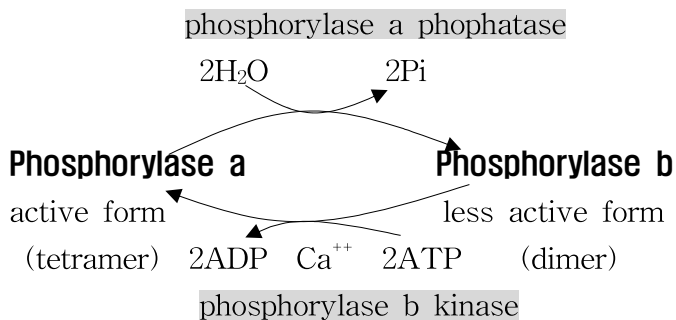 phosphorylase a phophatase
2H₂O 2Pi
Phosphorylase a Phosphorylase b
active form less active form
(tetramer) 2ADP Ca⁺⁺ 2ATP (dimer)
phosphorylase b kinase